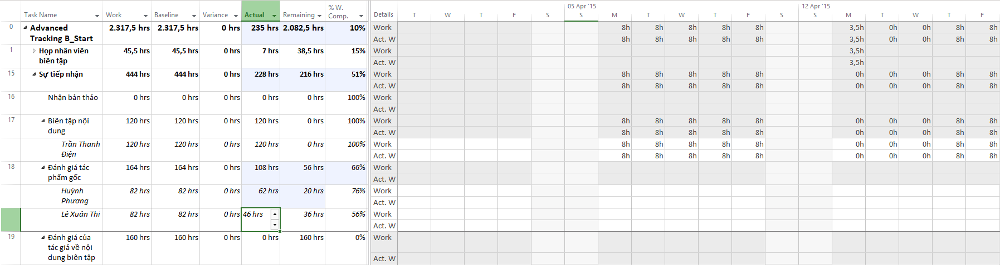 05 Apr '15 12 Apr '15
Task Name Work Baseline Variance Actual Remaining % W. Comp. Details T W T F S S M T W T F S S M T W T F
0 Advanced Tracking B_Start 2.317,5 hrs 2.317,5 hrs 0 hrs 235 hrs 2.082,5 hrs 10% Work 8h 8h 8h 8h 8h 3,5h 0h 0h 8h 8h
Act. W 8h 8h 8h 8h 8h 3,5h 0h 0h 8h 8h
1 Họp nhân viên biên tập 45,5 hrs 45,5 hrs 0 hrs 7 hrs 38,5 hrs 15% Work 3,5h
Act. W 3,5h
15 Sự tiếp nhận 444 hrs 444 hrs 0 hrs 228 hrs 216 hrs 51% Work 8h 8h 8h 8h 8h 0h 0h 0h 8h 8h
Act. W 8h 8h 8h 8h 8h 0h 0h 0h 8h 8h
16 Nhận bản thảo 0 hrs 0 hrs 0 hrs 0 hrs 0 hrs 100% Work
Act. W
17 Biên tập nội dung 120 hrs 120 hrs 0 hrs 120 hrs 0 hrs 100% Work 8h 8h 8h 8h 8h 0h 0h 0h 8h 8h
Act. W 8h 8h 8h 8h 8h 0h 0h 0h 8h 8h
Trần Thanh Điện 120 hrs 120 hrs 0 hrs 120 hrs 0 hrs 100% Work 8h 8h 8h 8h 8h 0h 0h 0h 8h 8h
Act. W 8h 8h 8h 8h 8h 0h 0h 0h 8h 8h
18 Đánh giá tác phẩm gốc 164 hrs 164 hrs 0 hrs 108 hrs 56 hrs 66% Work
Act. W
Huỳnh Phương 82 hrs 82 hrs 0 hrs 62 hrs 20 hrs 76% Work
Act. W
Lê Xuân Thi 82 hrs 82 hrs 0 hrs 46 hrs 36 hrs 56% Work
Act. W
19 Đánh giá của tác giả về nội dung biên tập 160 hrs 160 hrs 0 hrs 0 hrs 160 hrs 0% Work
Act. W